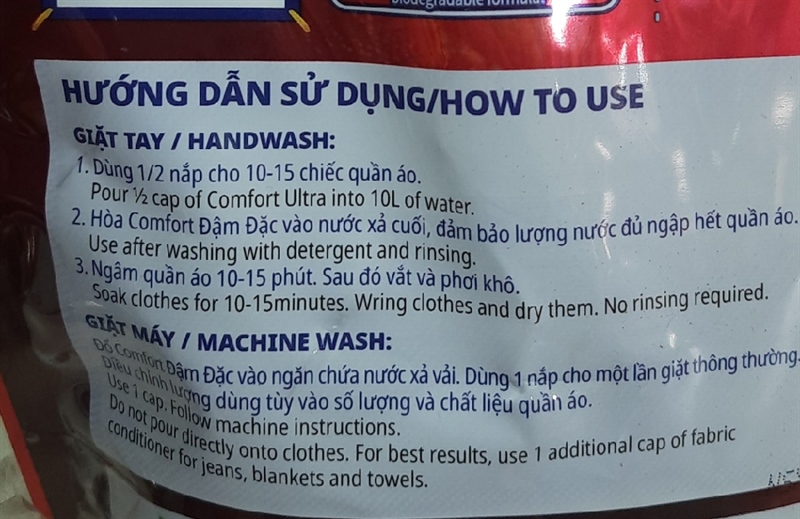 Biodegradable formula
HƯỚNG DẪN SỬ DỤNG/HOW TO USE
GIẶT TAY / HANDWASH:
1. Dùng 1/2 nắp cho 10-15 chiếc quần áo.
Pour ½ cap of Comfort Ultra into 10L of water.
2. Hòa Comfort Đậm Đặc vào nước xả cuối, đảm bảo lượng nước đủ ngập hết quần áo.
Use after washing with detergent and rinsing.
3. Ngâm quần áo 10-15 phút. Sau đó vắt và phơi khô.
Soak clothes for 10-15minutes. Wring clothes and dry them. No rinsing required.
GIẶT MÁY / MACHINE WASH:
Đổ Comfort Đậm Đặc vào ngăn chứa nước xả vải. Dùng 1 nắp cho một lần giặt thông thường.
Điều chỉnh lượng dùng tùy vào số lượng và chất liệu quần áo.
Use 1 cap. Follow machine instructions.
Do not pour directly onto clothes. For best results, use 1 additional cap of fabric
conditioner for jeans, blankets and towels.